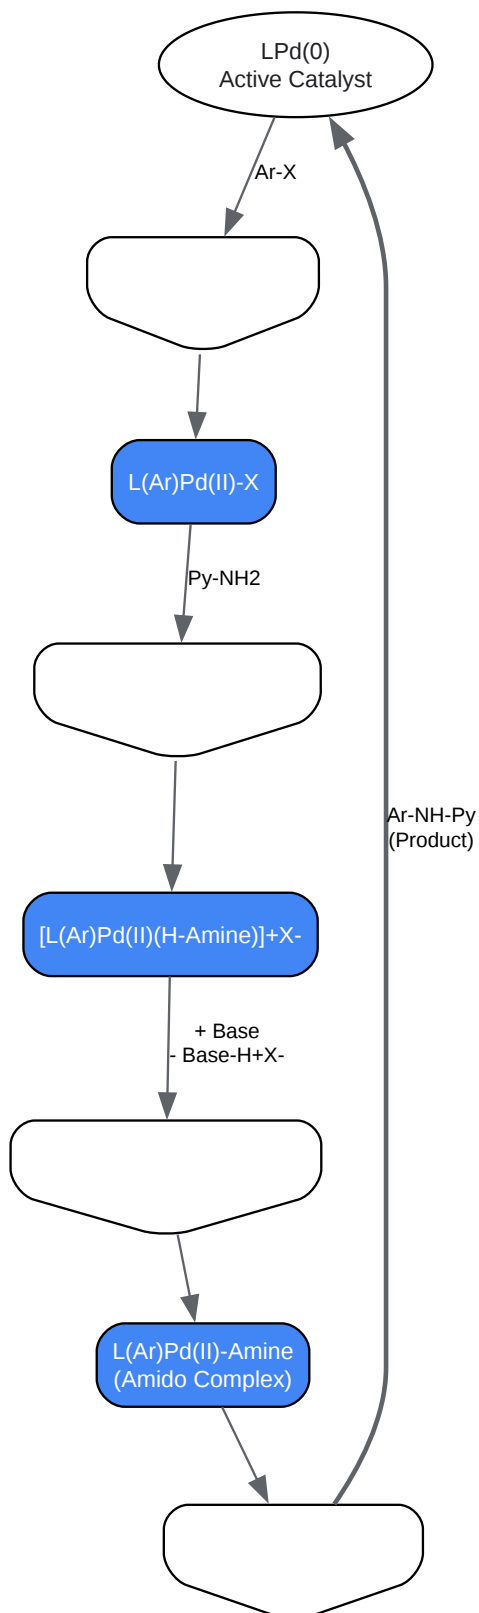 LPd(0)
Active Catalyst
Ar-X
L(Ar)Pd(II)-X
Py-NH2
Ar-NH-Py
(Product)
[L(Ar)Pd(II)(H-Amine)]+X-
+ Base
- Base-H+X-
L(Ar)Pd(II)-Amine
(Amido Complex)